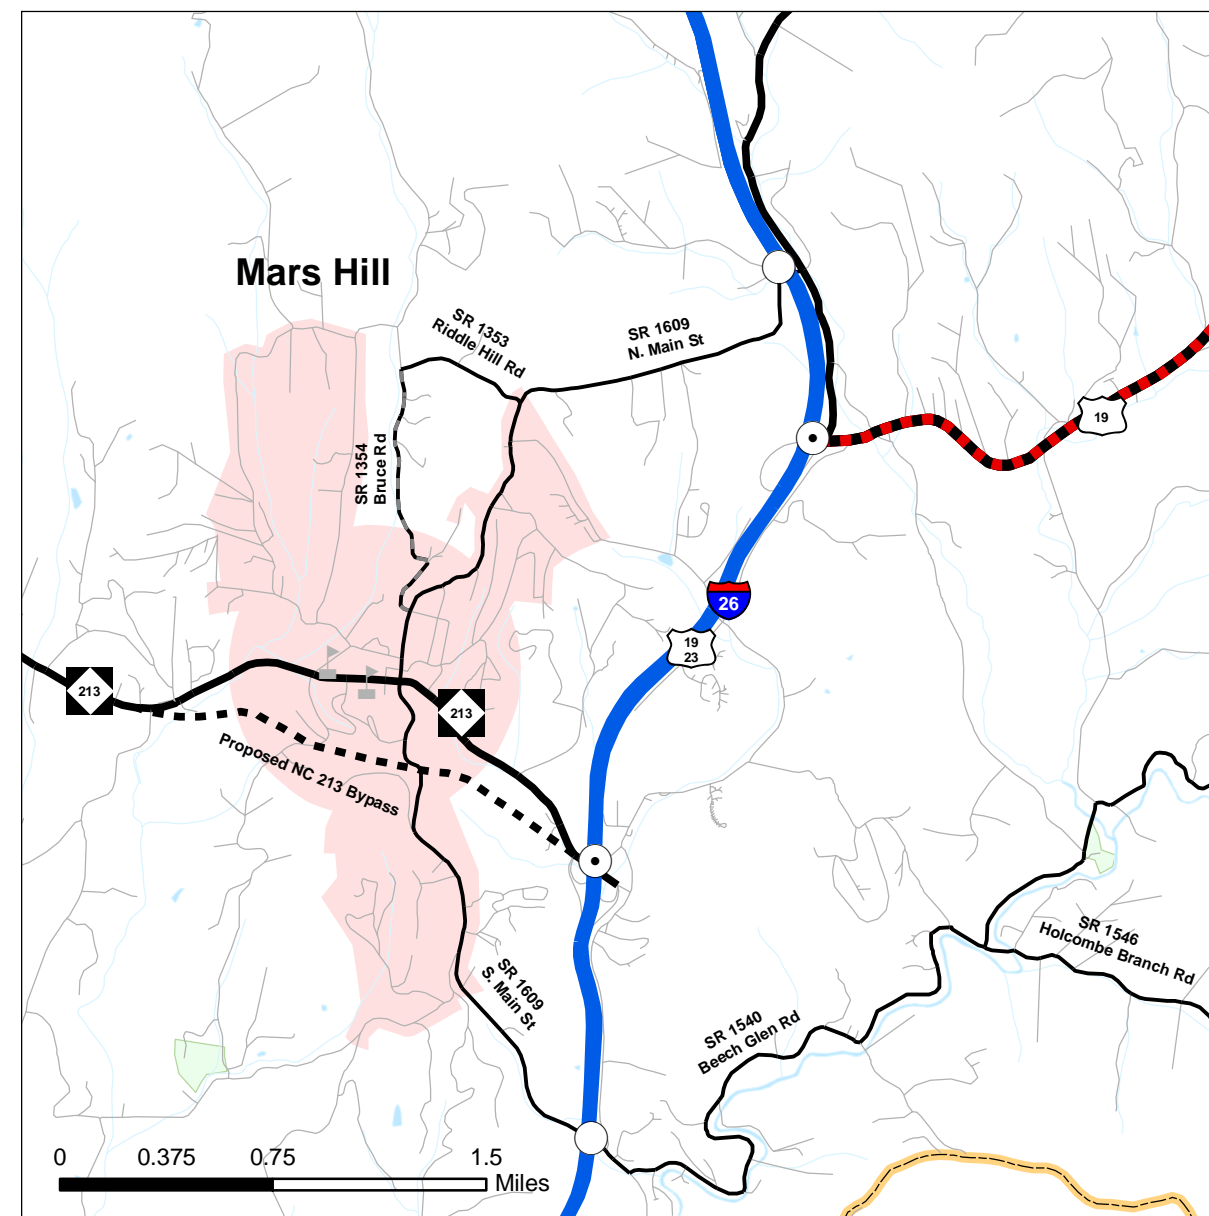 Mars Hill
SR 1353
Riddle Hill Rd
SR 1609
N. Main St
19
SR 1354
Bruce Rd
26
19
23
213
213
Proposed NC 213 Bypass
SR 1546
Holcombe Branch Rd
SR 1609
S. Main St
SR 1540
Beech Glen Rd
0 0.375 0.75 1.5
Miles